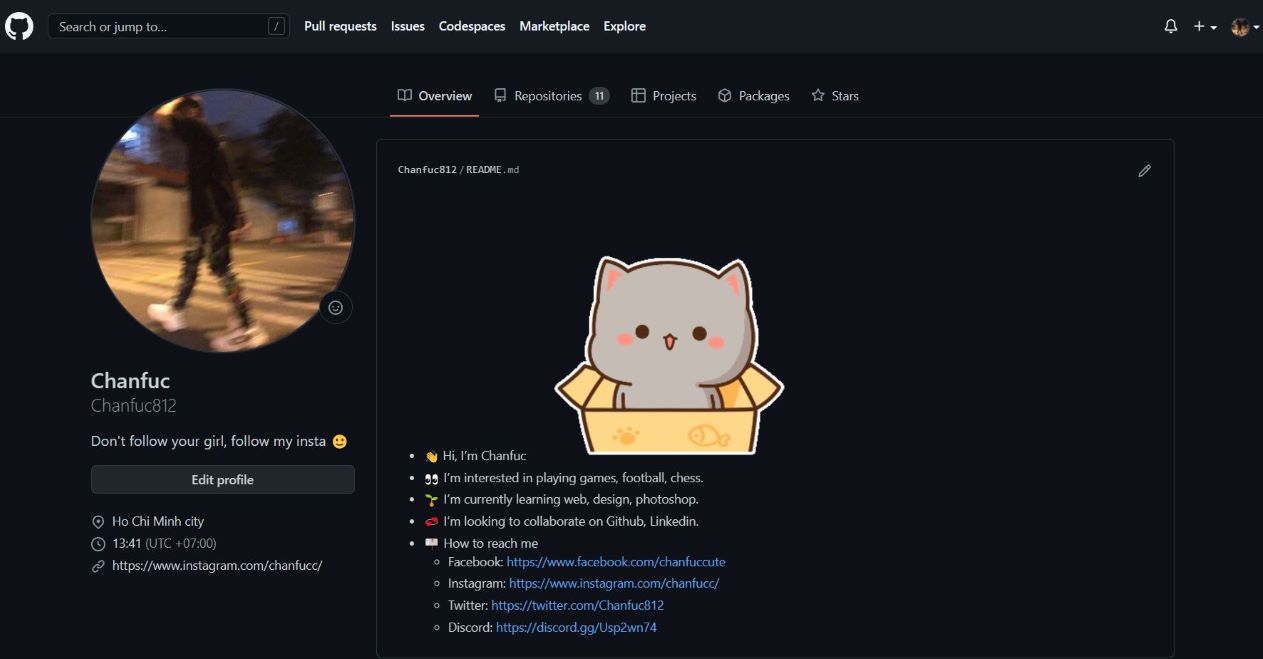 Search or jump to... /
Pull requests Issues Codespaces Marketplace Explore
Overview Repositories 11 Projects Packages Stars
Chanfuc
Chanfuc812
Don't follow your girl, follow my insta 🙂
Edit profile
Ho Chi Minh city
13:41 (UTC +07:00)
https://www.instagram.com/chanfucc/
Chanfuc812/README.md
👋 Hi, I’m Chanfuc
👀 I’m interested in playing games, football, chess.
🌱 I’m currently learning web, design, photoshop.
💞 I’m looking to collaborate on Github, Linkedin.
📫 How to reach me
Facebook: https://www.facebook.com/chanfuccute
Instagram: https://www.instagram.com/chanfucc/
Twitter: https://twitter.com/Chanfuc812
Discord: https://discord.gg/Usp2wn74